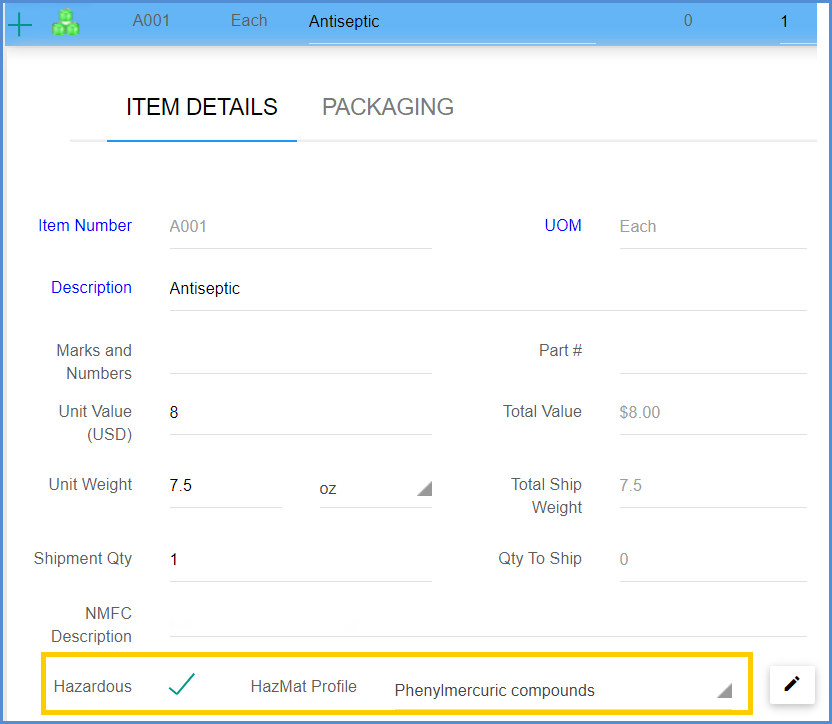 A001 Each Antiseptic 0 1
ITEM DETAILS PACKAGING
Item Number A001 UOM Each
Description Antiseptic
Marks and Numbers Part #
Unit Value (USD) 8 Total Value $8.00
Unit Weight 7.5 oz Total Ship Weight 7.5
Shipment Qty 1 Qty To Ship 0
NMFC Description
Hazardous HazMat Profile Phenylmercuric compounds